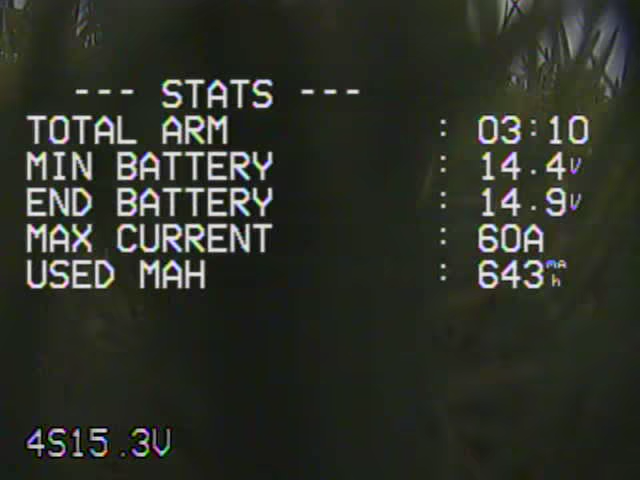 --- STATS ---
TOTAL ARM : 03:10
MIN BATTERY : 14.4V
END BATTERY : 14.9V
MAX CURRENT : 60A
USED MAH : 643mAh
4S15.3V